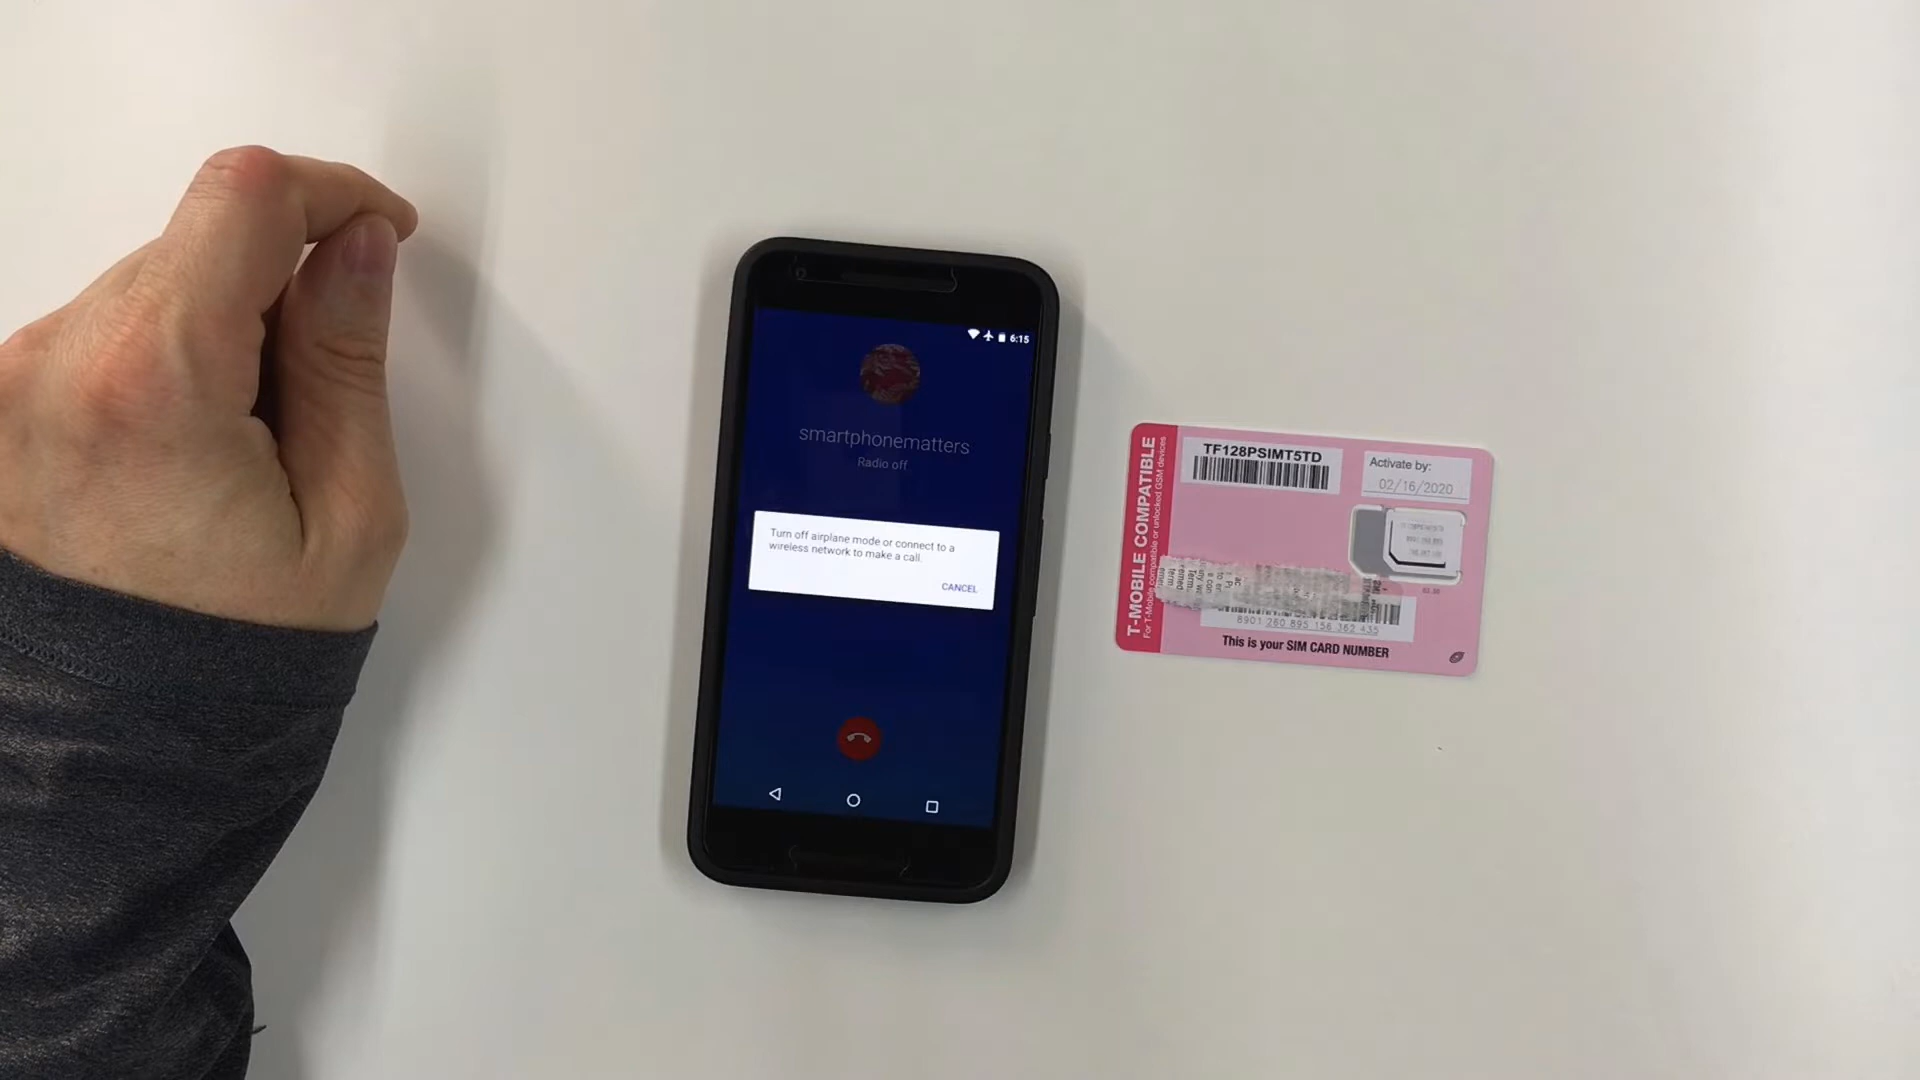 6:15
smartphonematters
Radio off
Turn off airplane mode or connect to a
wireless network to make a call.
CANCEL
T-MOBILE COMPATIBLE
For T-Mobile compatible or unlocked GSM devices
TF128PSIMT5TD
Activate by:
02/16/2020
8901 260 895 156 362 435
This is your SIM CARD NUMBER